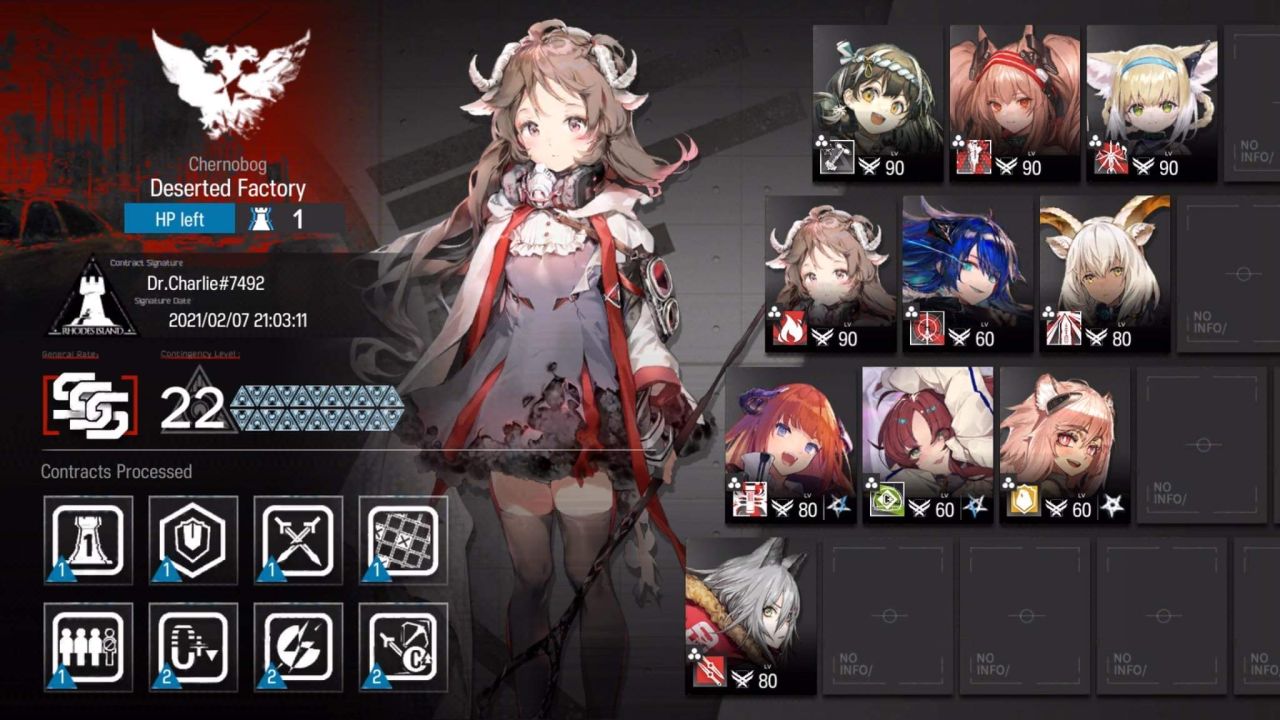 Chernobog
Deserted Factory
HP left 1
Contract Signature
Dr.Charlie#7492
Signature Date
2021/02/07 21:03:11
RHODES ISLAND
General Rate:
Contingency Level:
22
Contracts Processed
1
1
1
1
1
2
2
2
LV
90
LV
90
LV
90
NO
INFO/
LV
90
LV
60
LV
80
NO
INFO/
LV
80
LV
60
LV
60
NO
INFO/
LV
80
NO
INFO/
NO
INFO/
NO
INFO/
NO
INFO